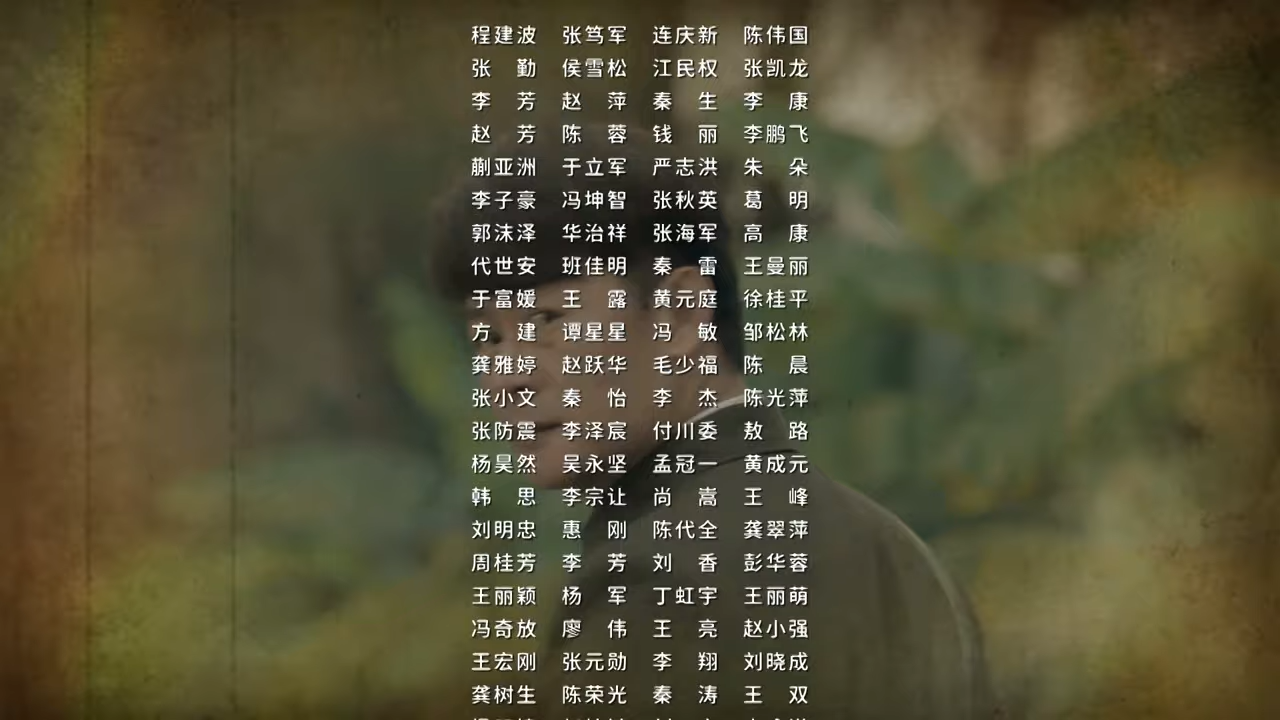 程建波 张笃军 连庆新 陈伟国
张 勤 侯雪松 江民权 张凯龙
李 芳 赵 萍 秦 生 李 康
赵 芳 陈 蓉 钱 丽 李鹏飞
蒯亚洲 于立军 严志洪 朱 朵
李子豪 冯坤智 张秋英 葛 明
郭沫泽 华治祥 张海军 高 康
代世安 班佳明 秦 雷 王曼丽
于富媛 王 露 黄元庭 徐桂平
方 建 谭星星 冯 敏 邹松林
龚雅婷 赵跃华 毛少福 陈 晨
张小文 秦 怡 李 杰 陈光萍
张防震 李泽宸 付川委 敖 路
杨昊然 吴永坚 孟冠一 黄成元
韩 思 李宗让 尚 嵩 王 峰
刘明忠 惠 刚 陈代全 龚翠萍
周桂芳 李 芳 刘 香 彭华蓉
王丽颖 杨 军 丁虹宇 王丽萌
冯奇放 廖 伟 王 亮 赵小强
王宏刚 张元勋 李 翔 刘晓成
龚树生 陈荣光 秦 涛 王 双